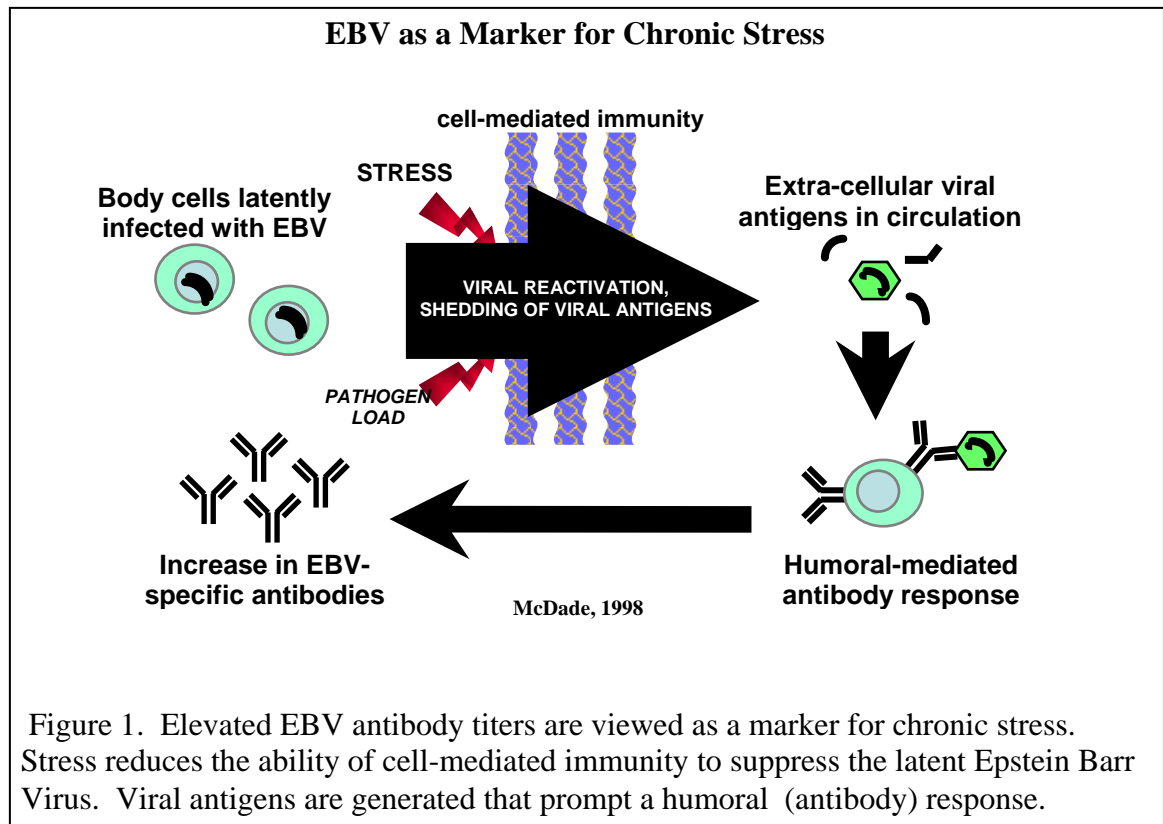 EBV as a Marker for Chronic Stress
cell-mediated immunity
STRESS
Body cells latently
infected with EBV
VIRAL REACTIVATION,
SHEDDING OF VIRAL ANTIGENS
PATHOGEN
LOAD
Extra-cellular viral
antigens in circulation
Humoral-mediated
antibody response
Increase in EBV-
specific antibodies
McDade, 1998
Figure 1. Elevated EBV antibody titers are viewed as a marker for chronic stress.
Stress reduces the ability of cell-mediated immunity to suppress the latent Epstein Barr
Virus. Viral antigens are generated that prompt a humoral (antibody) response.